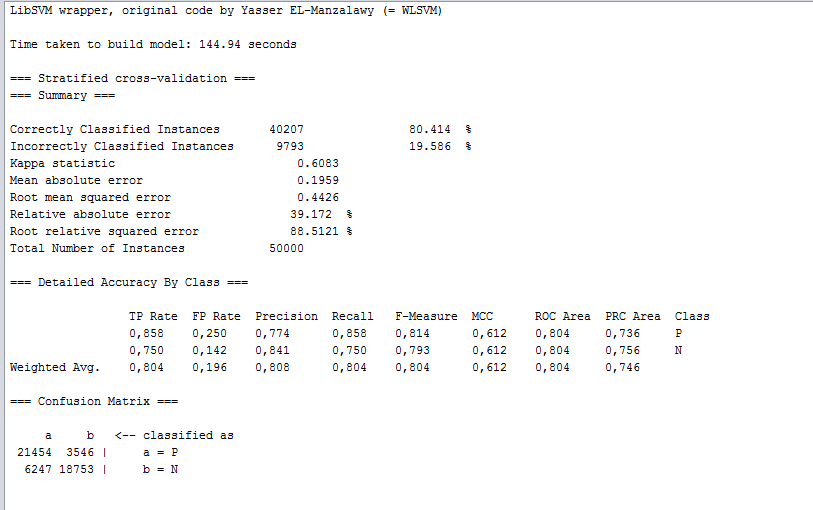 LibSVM wrapper, original code by Yasser EL-Manzalawy (= WLSVM)
Time taken to build model: 144.94 seconds
=== Stratified cross-validation ===
=== Summary ===
Correctly Classified Instances 40207 80.414 %
Incorrectly Classified Instances 9793 19.586 %
Kappa statistic 0.6083
Mean absolute error 0.1959
Root mean squared error 0.4426
Relative absolute error 39.172 %
Root relative squared error 88.5121 %
Total Number of Instances 50000
=== Detailed Accuracy By Class ===
TP Rate FP Rate Precision Recall F-Measure MCC ROC Area PRC Area Class
0,858 0,250 0,774 0,858 0,814 0,612 0,804 0,736 P
0,750 0,142 0,841 0,750 0,793 0,612 0,804 0,756 N
Weighted Avg. 0,804 0,196 0,808 0,804 0,804 0,612 0,804 0,746
=== Confusion Matrix ===
a b <-- classified as
21454 3546 | a = P
6247 18753 | b = N